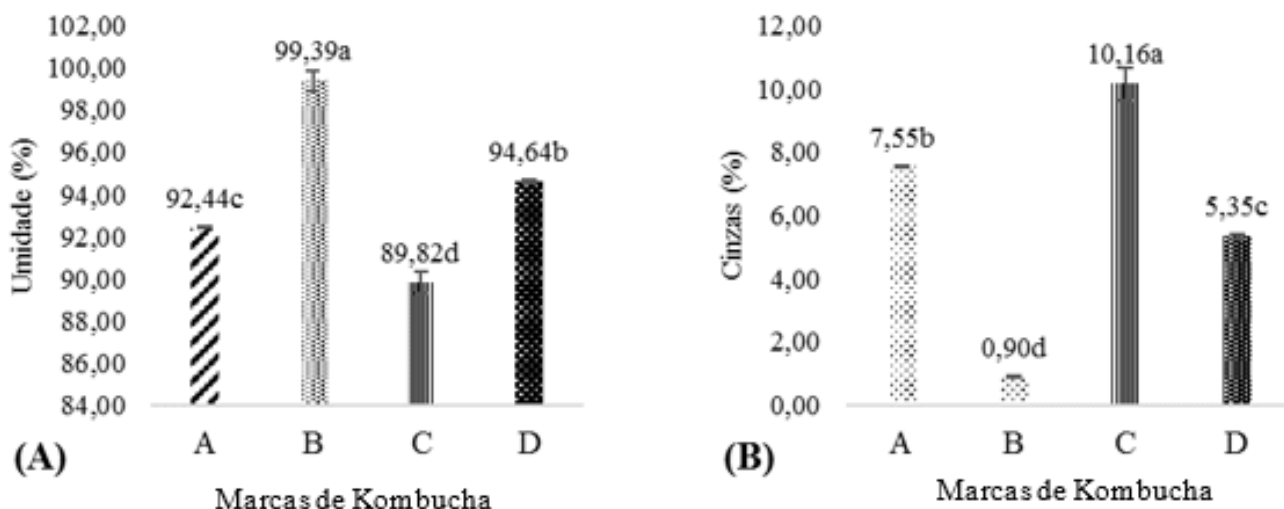 102,00
100,00
98,00
96,00
94,00
92,00
90,00
88,00
86,00
84,00
Umidade (%)
92,44c
99,39a
89,82d
94,64b
A B C D
(A)
Marcas de Kombucha
12,00
10,00
8,00
6,00
4,00
2,00
0,00
Cinzas (%)
7,55b
0,90d
10,16a
5,35c
A B C D
(B)
Marcas de Kombucha